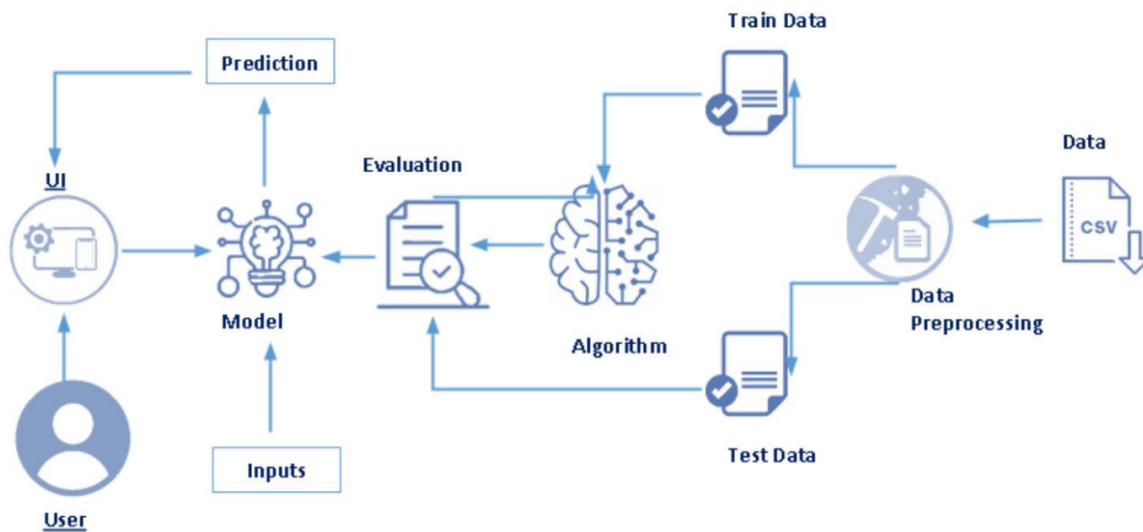 Train Data
Prediction
Evaluation
Data
UI
CSV
Data
Preprocessing
Model
Algorithm
Inputs
Test Data
User